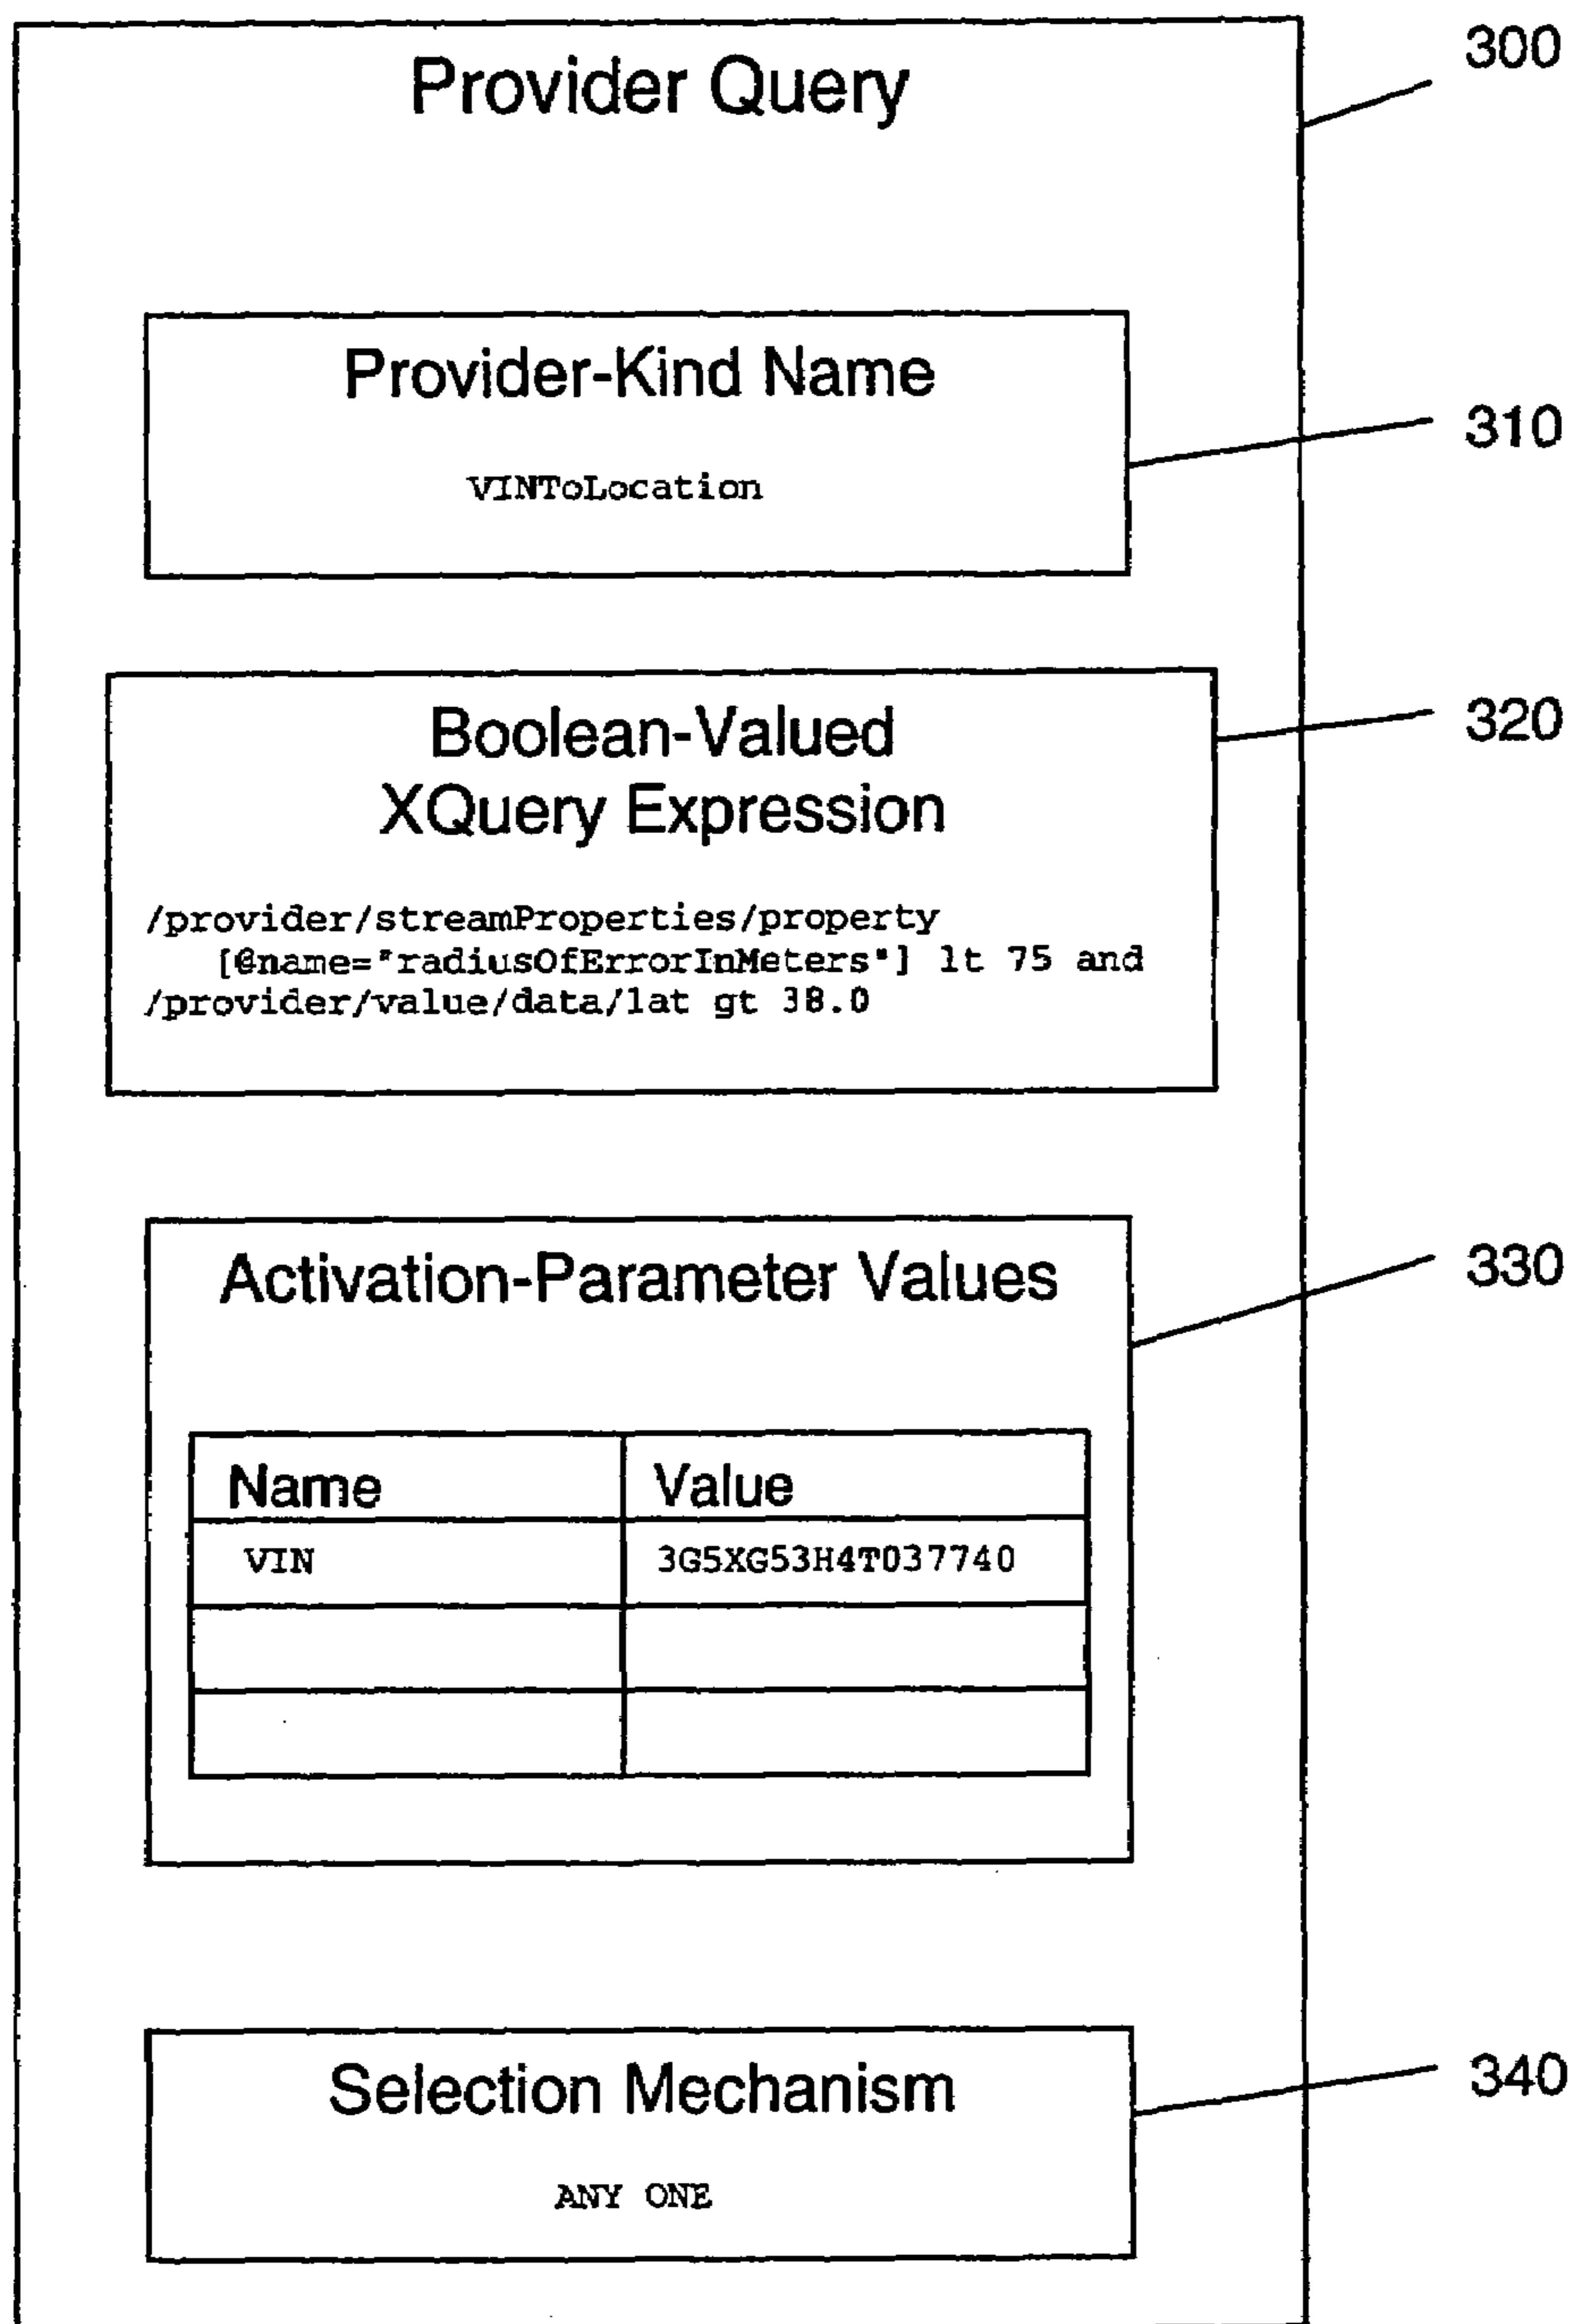 Provider Query
300
Provider-Kind Name
310
VINToLocation
Boolean-Valued
320
XQuery Expression
/provider/streamProperties/property
[@name="radiusOfErrorInMeters"] lt 75 and
/provider/value/data/lat gt 38.0
Activation-Parameter Values
330
Name Value
VIN 3G5XG53H4T037740
Selection Mechanism
340
ANY ONE